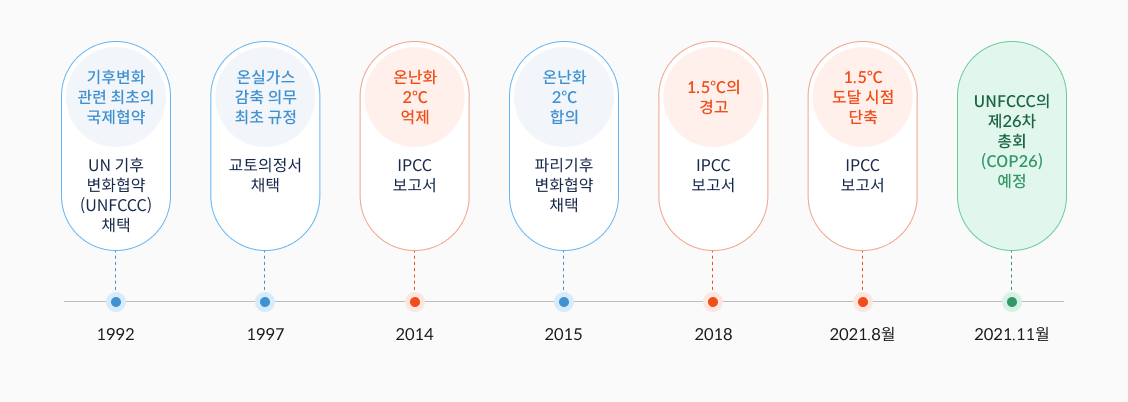 기후변화
관련 최초의
국제협약
UN 기후
변화협약
(UNFCCC)
채택
1992
온실가스
감축 의무
최초 규정
교토의정서
채택
1997
온난화
2℃
억제
IPCC
보고서
2014
온난화
2℃
합의
파리기후
변화협약
채택
2015
1.5℃의
경고
IPCC
보고서
2018
1.5℃
도달 시점
단축
IPCC
보고서
2021.8월
UNFCCC의
제26차
총회
(COP26)
예정
2021.11월